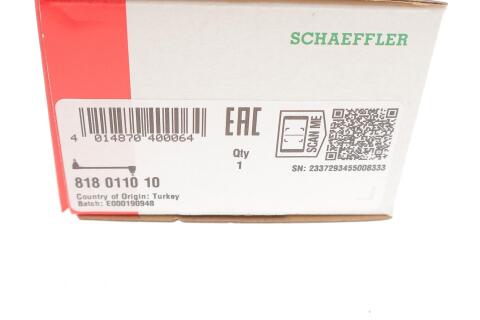 SCHAEFFLER
4 014870 400064
EAC
Qty
1
SCAN ME
SN: 2337293455008333
818 0110 10
Country of Origin: Turkey
Batch: E000190948